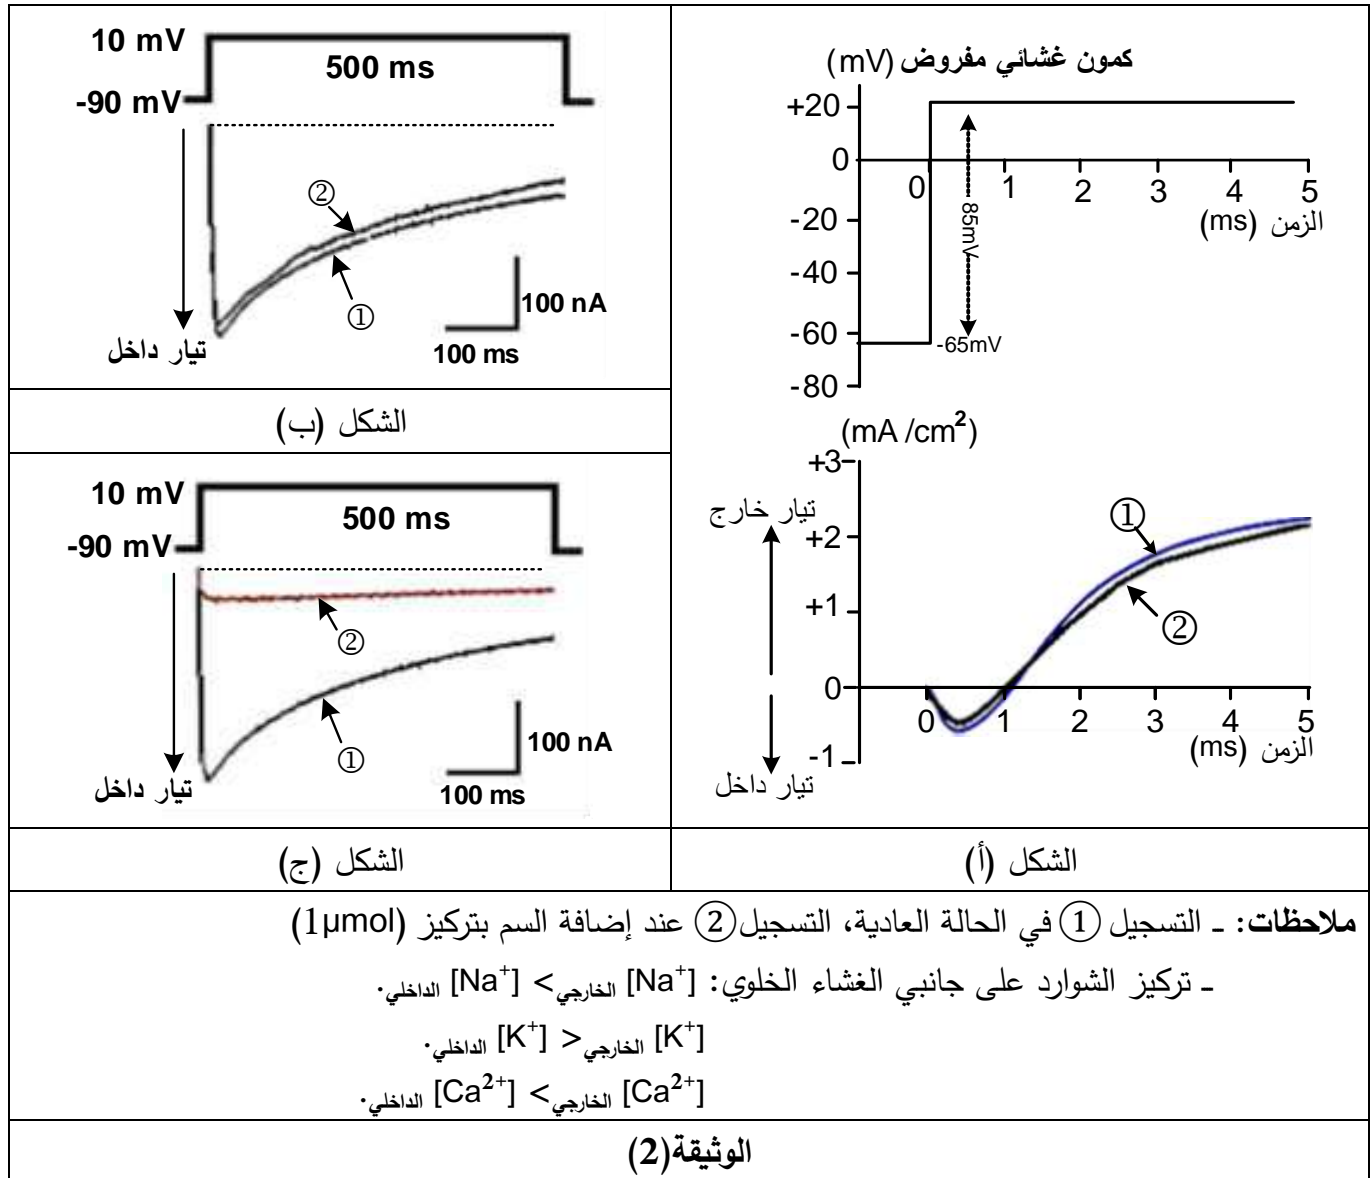 كمون غشائي مفروض (mV)
+20
0
-20
-40
-60
-80
0 1 2 3 4 5
الزمن (ms)
85mV
-65mV
(mA /cm²)
+3
+2
+1
0
-1
تيار خارج
تيار داخل
①
②
0 1 2 3 4 5
الزمن (ms)
الشكل (أ)
10 mV
500 ms
-90 mV
②
①
100 nA
100 ms
تيار داخل
الشكل (ب)
10 mV
500 ms
-90 mV
②
①
100 nA
100 ms
تيار داخل
الشكل (ج)
ملاحظات: ـ التسجيل ① في الحالة العادية، التسجيل ② عند إضافة السم بتركيز (1µmol)
ـ تركيز الشوارد على جانبي الغشاء الخلوي: [Na⁺] الخارجي > [Na⁺] الداخلي.
[K⁺] الخارجي < [K⁺] الداخلي.
[Ca²⁺] الخارجي > [Ca²⁺] الداخلي.
الوثيقة(2)